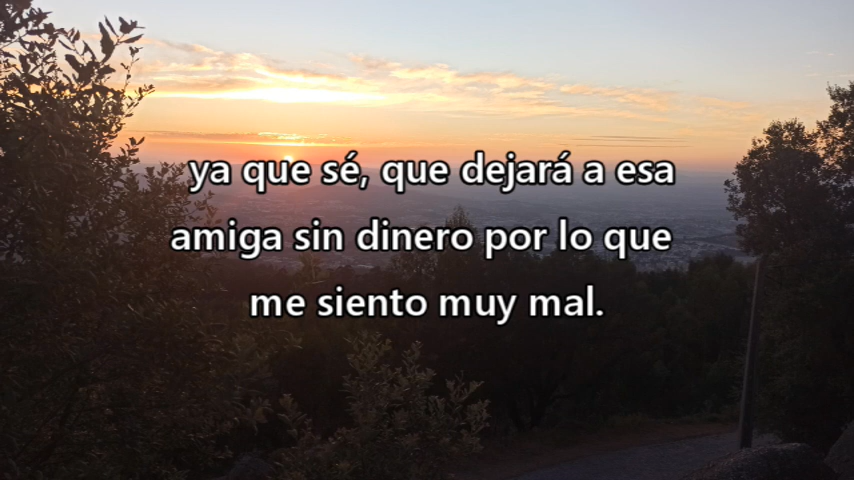 ya que sé, que dejará a esa
amiga sin dinero por lo que
me siento muy mal.